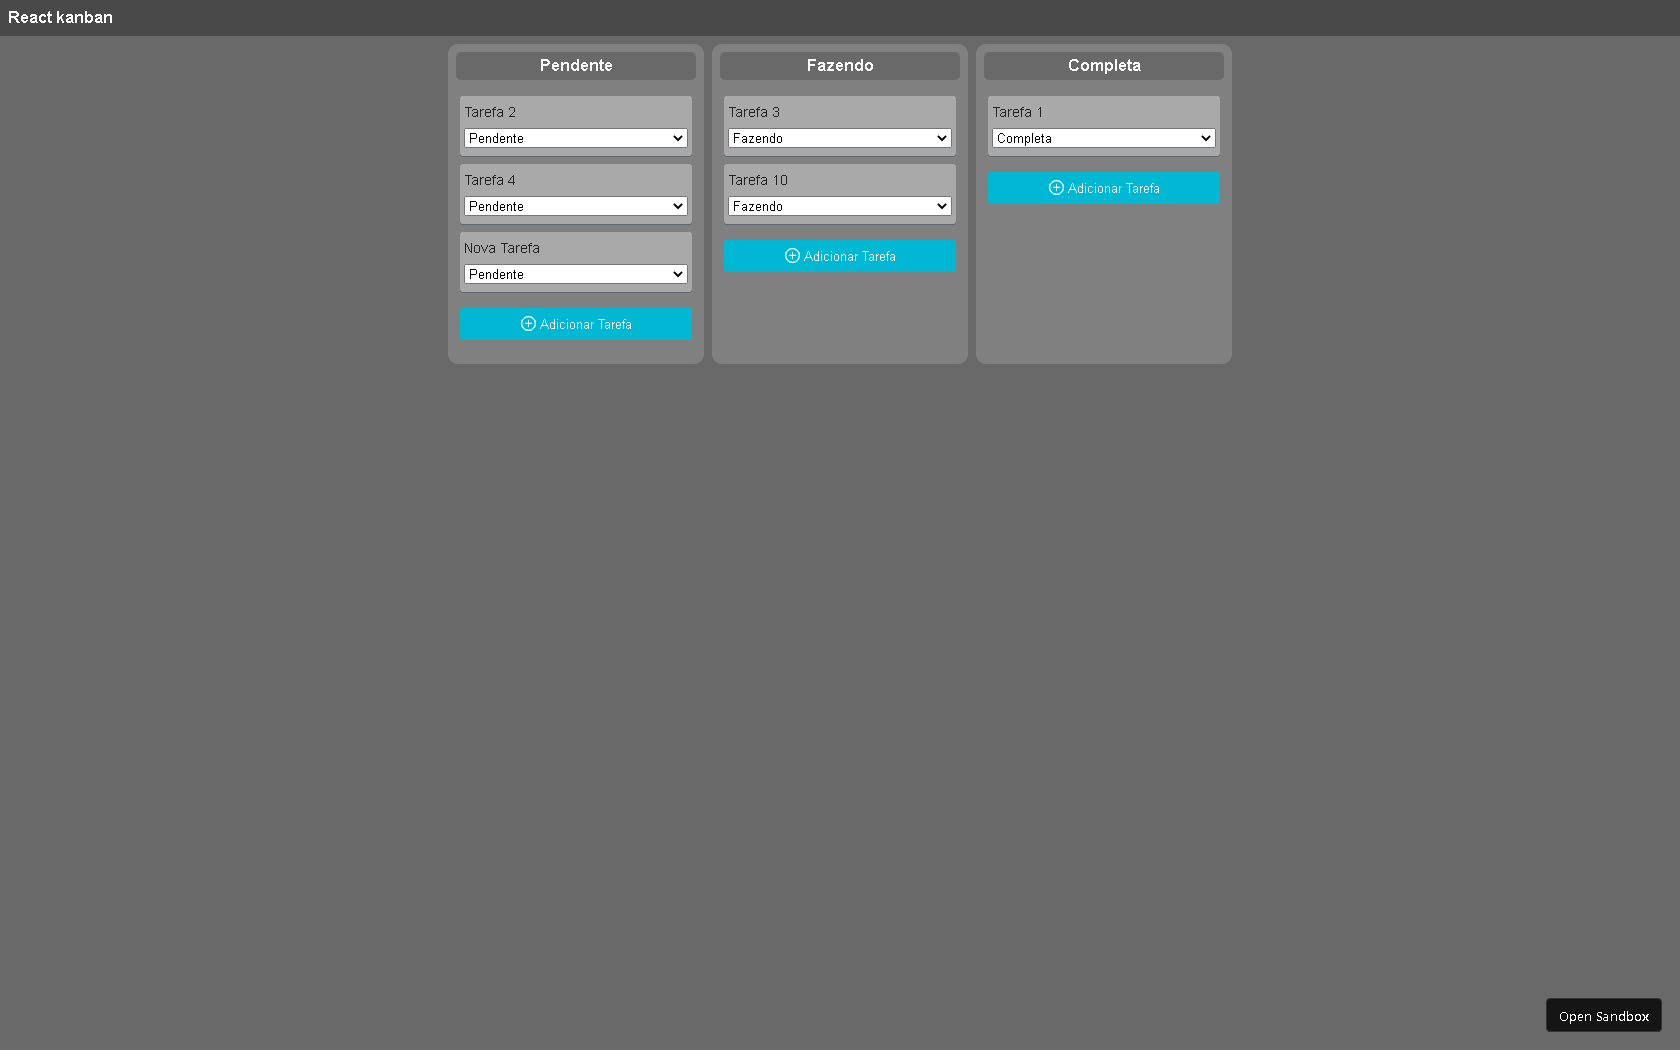 React kanban
Pendente
Tarefa 2
Pendente
Tarefa 4
Pendente
Nova Tarefa
Pendente
Adicionar Tarefa
Fazendo
Tarefa 3
Fazendo
Tarefa 10
Fazendo
Adicionar Tarefa
Completa
Tarefa 1
Completa
Adicionar Tarefa
Open Sandbox